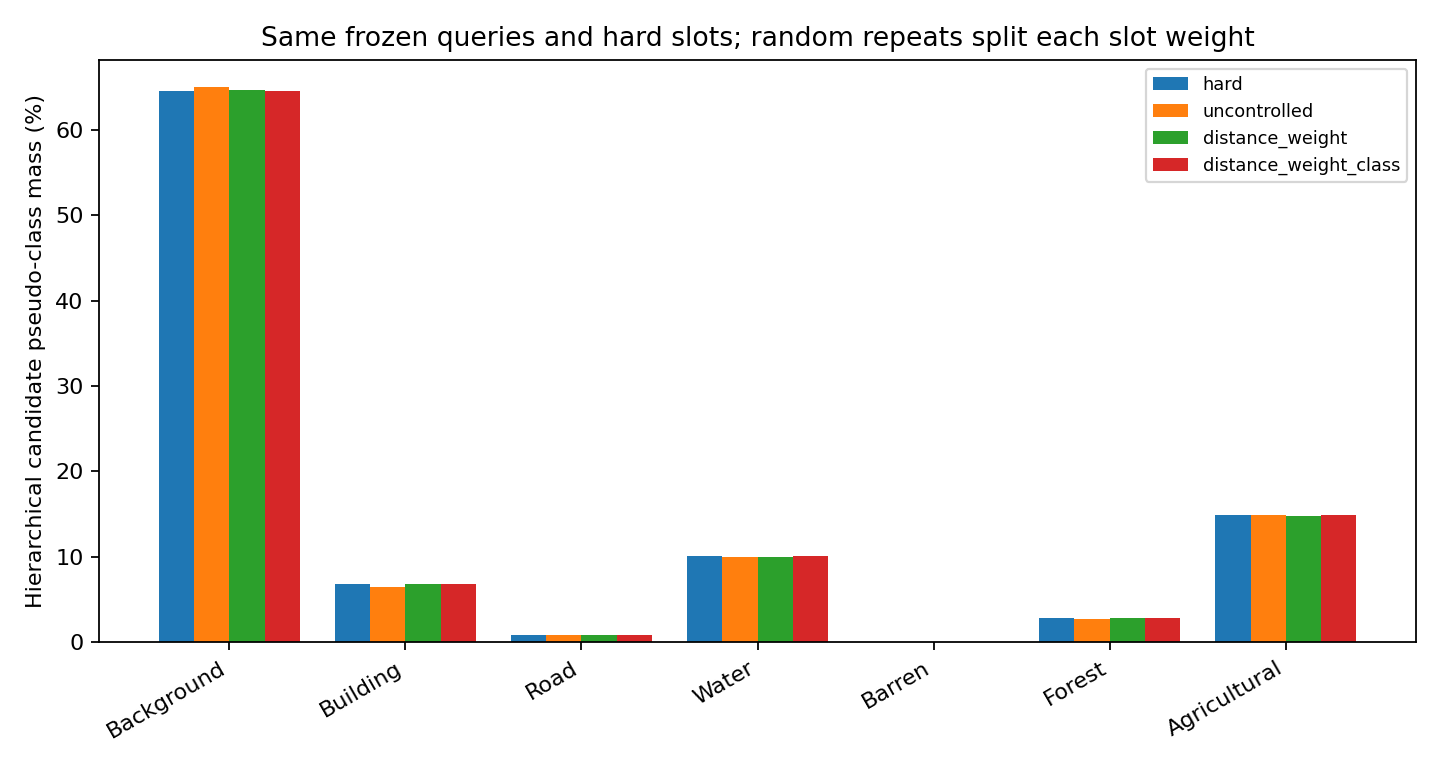 Same frozen queries and hard slots; random repeats split each slot weight
Hierarchical candidate pseudo-class mass (%)
60
50
40
30
20
10
0
hard
uncontrolled
distance_weight
distance_weight_class
Background
Building
Road
Water
Barren
Forest
Agricultural